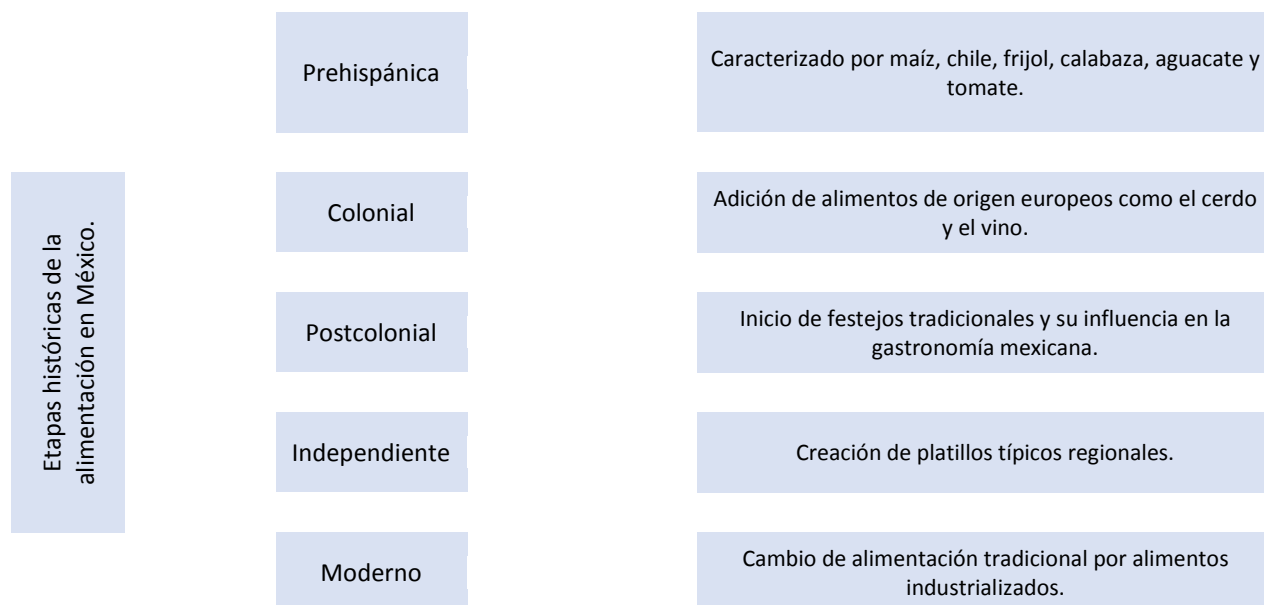 Etapas históricas de la
alimentación en México.
Prehispánica
Caracterizado por maíz, chile, frijol, calabaza, aguacate y
tomate.
Colonial
Adición de alimentos de origen europeos como el cerdo
y el vino.
Postcolonial
Inicio de festejos tradicionales y su influencia en la
gastronomía mexicana.
Independiente
Creación de platillos típicos regionales.
Moderno
Cambio de alimentación tradicional por alimentos
industrializados.